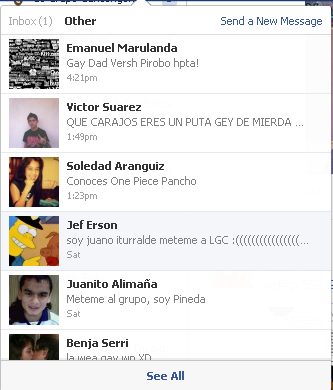 Inbox (1) Other Send a New Message
Emanuel Marulanda
Gay Dad Versh Pirobo hpta!
4:21pm
Victor Suarez
QUE CARAJOS ERES UN PUTA GEY DE MIERDA ...
1:49pm
Soledad Aranguiz
Conoces One Piece Pancho
1:23pm
Jef Erson
soy juano iturralde meteme a LGC :((((((((((((((((...
Sat
Juanito Alimaña
Meteme al grupo, soy Pineda
Sat
Benja Serri
la wea gay wn XD
See All